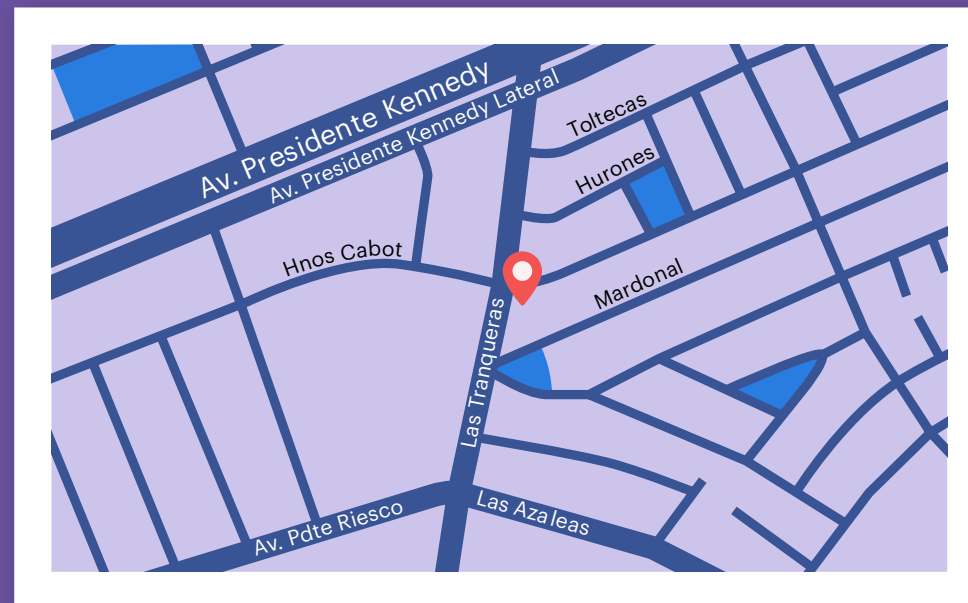 Av. Presidente Kennedy
Av. Presidente Kennedy Lateral
Toltecas
Hurones
Hnos Cabot
Mardonal
Las Tranqueras
Av. Pdte Riesco
Las Azaleas